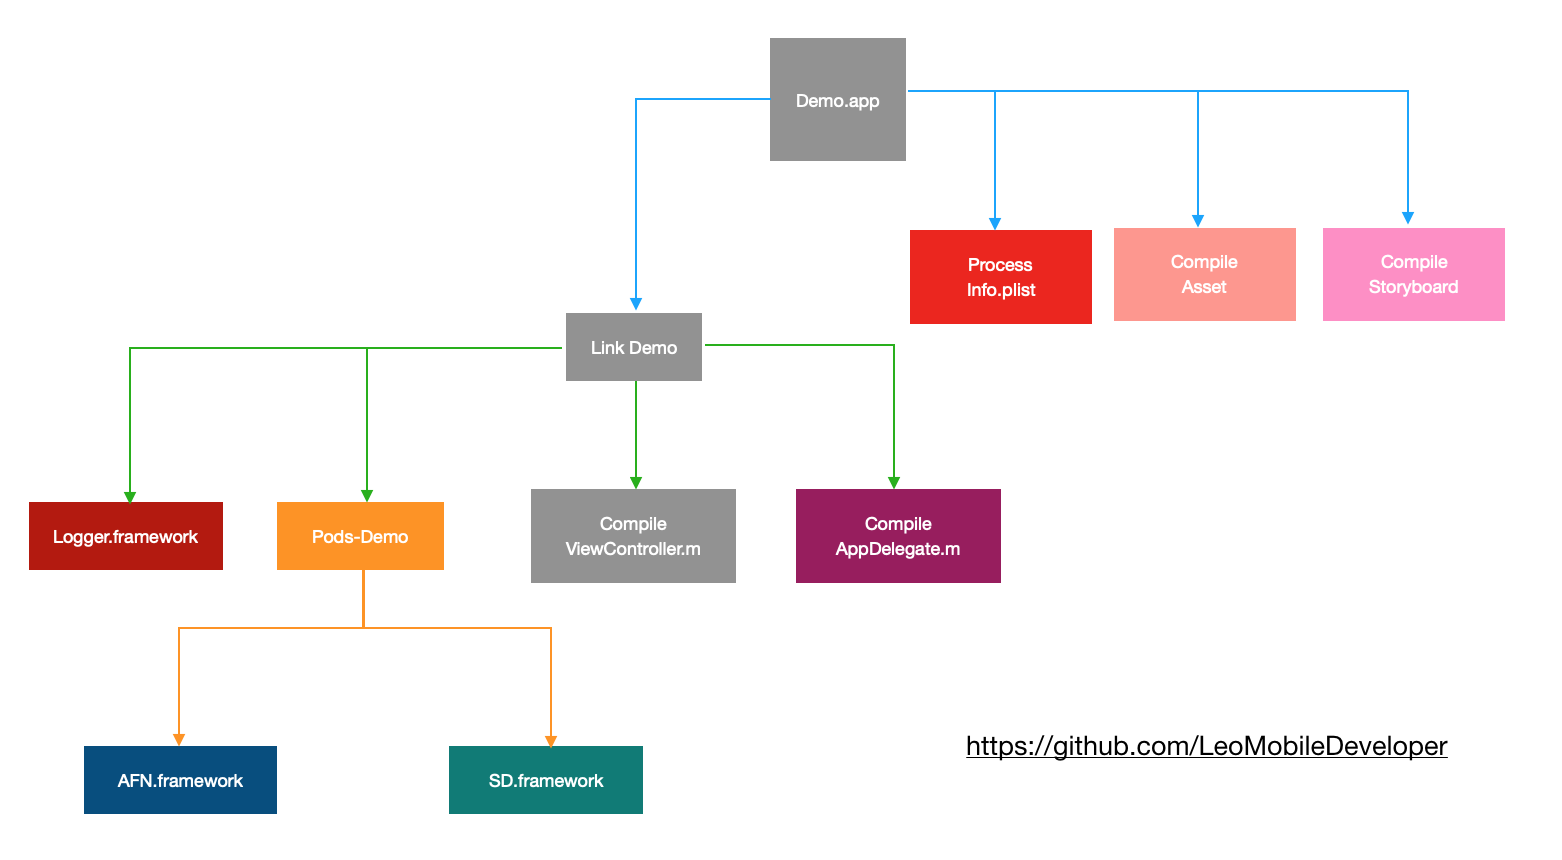 Demo.app
Process
Info.plist
Compile
Asset
Compile
Storyboard
Link Demo
Logger.framework
Pods-Demo
Compile
ViewController.m
Compile
AppDelegate.m
AFN.framework
SD.framework
https://github.com/LeoMobileDeveloper